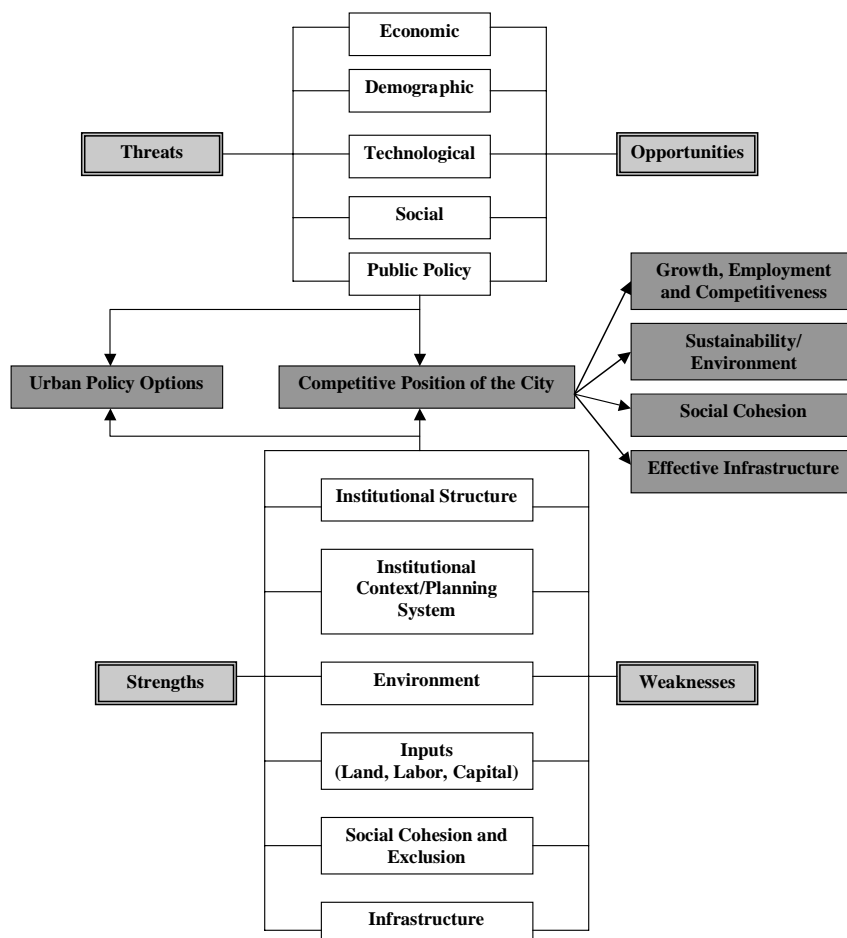 Economic
Demographic
Threats
Technological
Opportunities
Social
Public Policy
Growth, Employment
and Competitiveness
Sustainability/
Environment
Urban Policy Options
Competitive Position of the City
Social Cohesion
Effective Infrastructure
Institutional Structure
Institutional
Context/Planning
System
Strengths
Environment
Weaknesses
Inputs
(Land, Labor, Capital)
Social Cohesion and
Exclusion
Infrastructure